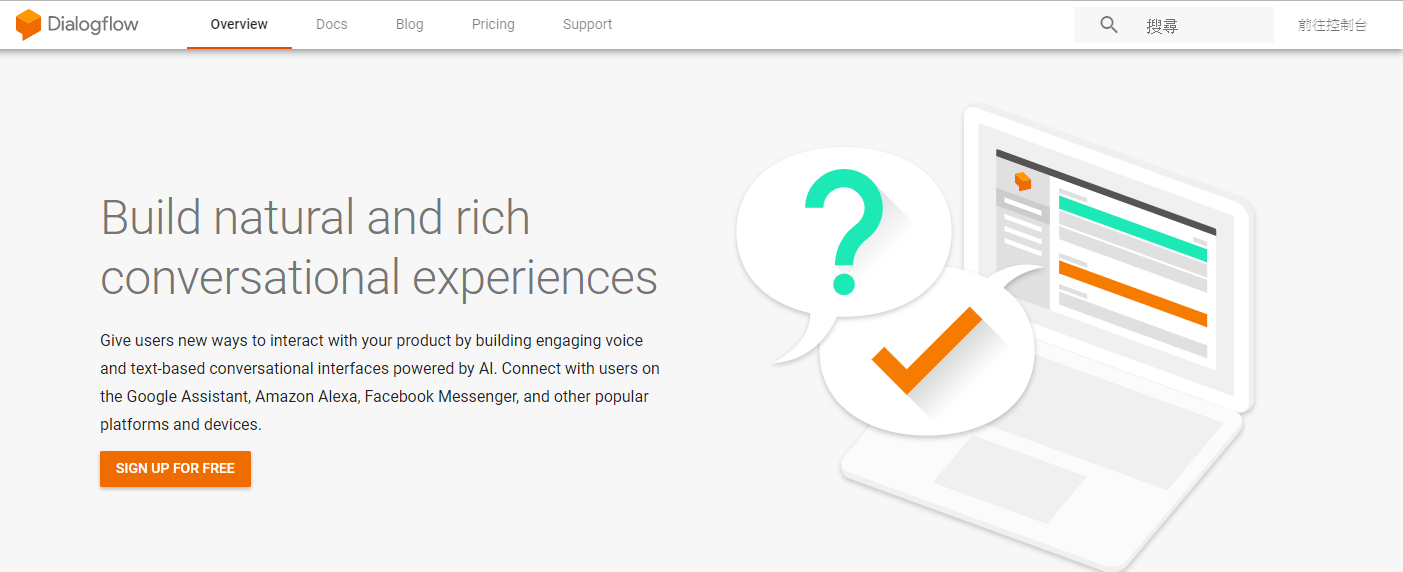 Dialogflow Overview Docs Blog Pricing Support 搜尋 前往控制台
Build natural and rich
conversational experiences
Give users new ways to interact with your product by building engaging voice
and text-based conversational interfaces powered by AI. Connect with users on
the Google Assistant, Amazon Alexa, Facebook Messenger, and other popular
platforms and devices.
SIGN UP FOR FREE